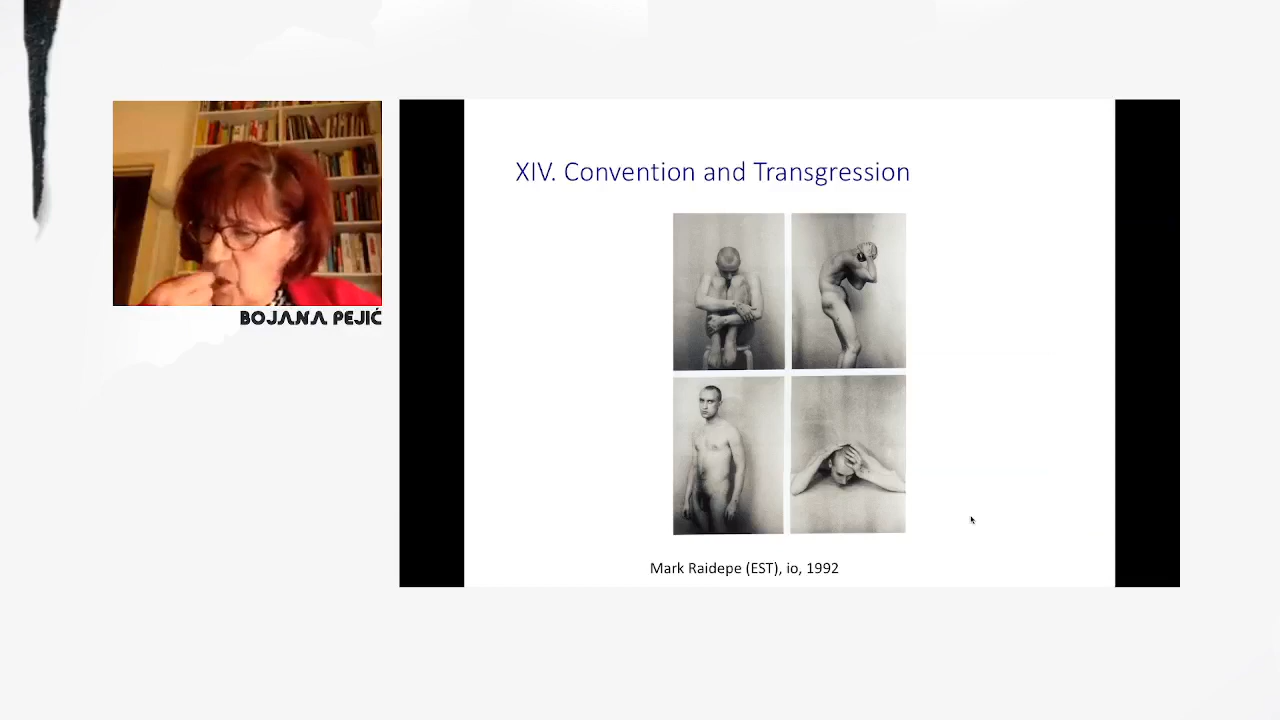 XIV. Convention and Transgression
BOJANA PEJIĆ
Mark Raidepe (EST), io, 1992